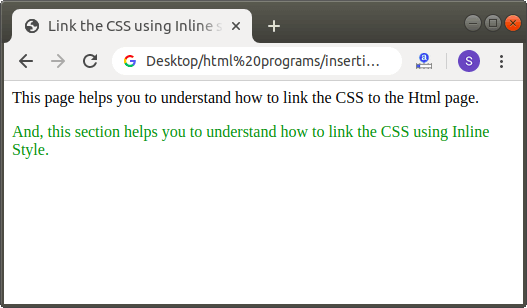 Link the CSS using Inline s
Desktop/html%20programs/inserti...
a
S
This page helps you to understand how to link the CSS to the Html page.
And, this section helps you to understand how to link the CSS using Inline
Style.